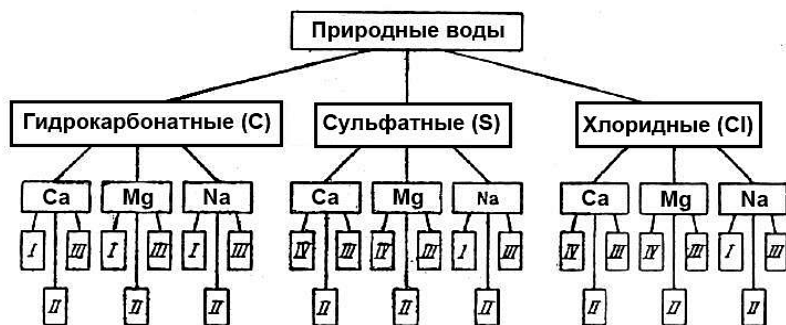 Природные воды
Гидрокарбонатные (C) Сульфатные (S) Хлоридные (Cl)
Ca Mg Na Ca Mg Na Ca Mg Na
I III I III I III IV III IV III I III IV III IV III I III
II II II II II II II II II